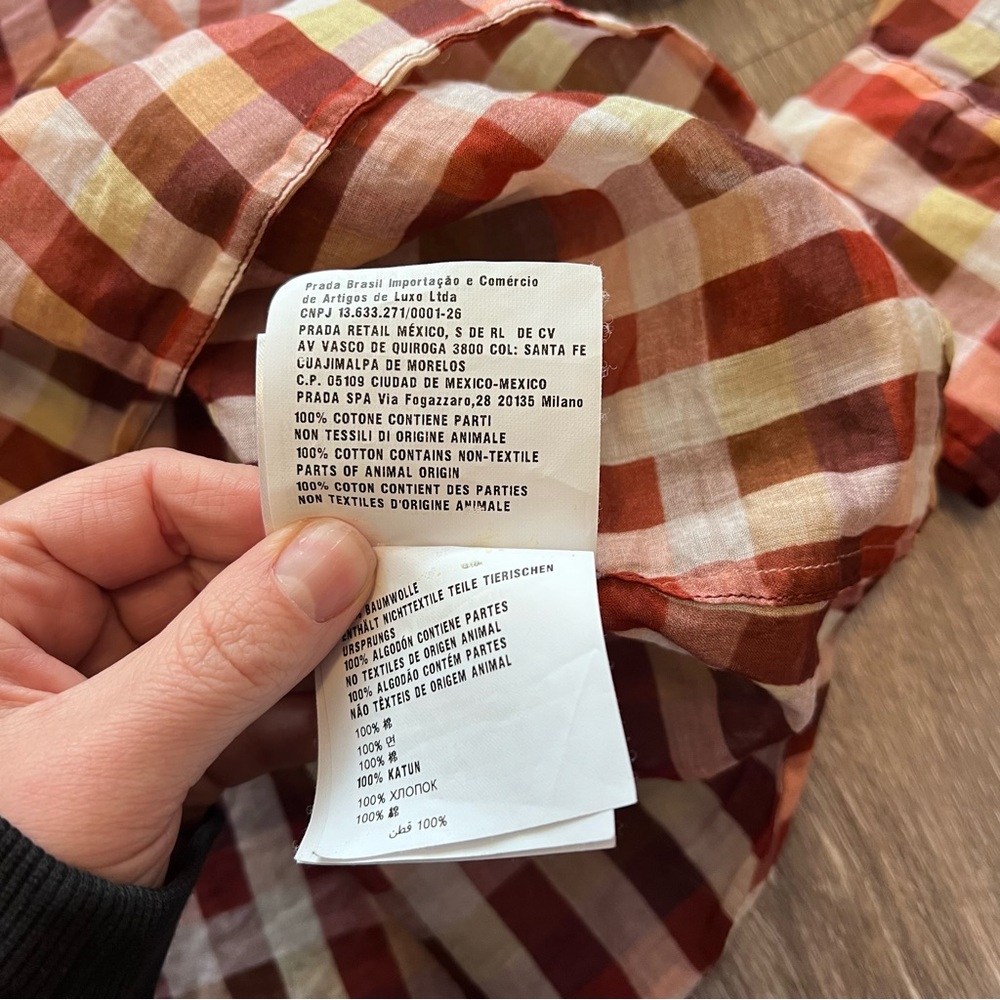 Prada Brasil Importação e Comércio
de Artigos de Luxo Ltda
CNPJ 13.633.271/0001-26
PRADA RETAIL MÉXICO, S DE RL DE CV
AV VASCO DE QUIROGA 3800 COL: SANTA FE
CUAJIMALPA DE MORELOS
C.P. 05109 CIUDAD DE MEXICO-MEXICO
PRADA SPA Via Fogazzaro,28 20135 Milano
100% COTONE CONTIENE PARTI
NON TESSILI DI ORIGINE ANIMALE
100% COTTON CONTAINS NON-TEXTILE
PARTS OF ANIMAL ORIGIN
100% COTON CONTIENT DES PARTIES
NON TEXTILES D'ORIGINE ANIMALE
BAUMWOLLE
ENTHÄLT NICHTTEXTILE TEILE TIERISCHEN
URSPRUNGS
100% ALGODÓN CONTIENE PARTES
NO TEXTILES DE ORIGEN ANIMAL
100% ALGODÃO CONTÉM PARTES
NÃO TÊXTEIS DE ORIGEM ANIMAL
100% 棉
100% 면
100% 棉
100% KATUN
100% ХЛОПОК
100% 棉
100% قطن